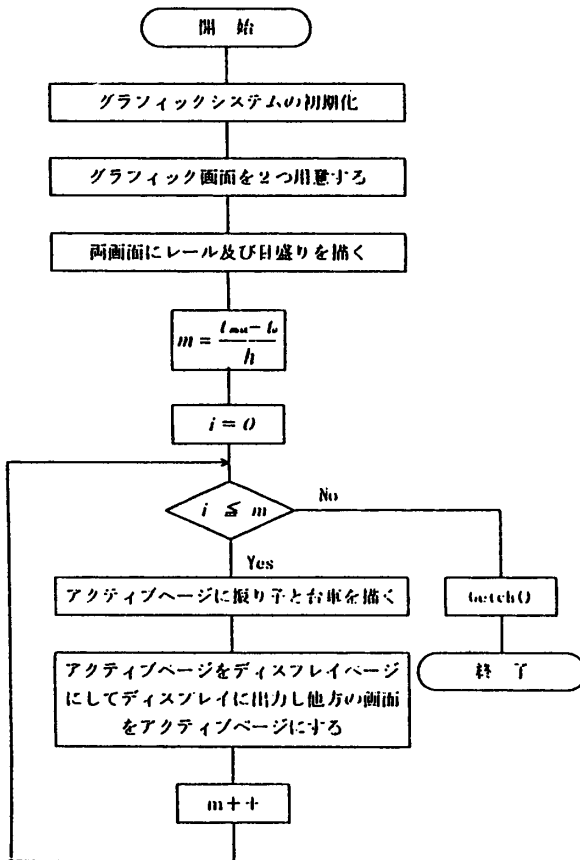 開始
グラフィックシステムの初期化
グラフィック画面を2つ用意する
両画面にレール及び目盛りを描く
m = (t_max − t_0) / h
i = 0
i ≦ m
No
Yes
アクティブページに振り子と台車を描く
getch()
アクティブページをディスプレイページ
にしてディスプレイに出力し他方の画面
をアクティブページにする
終了
m++